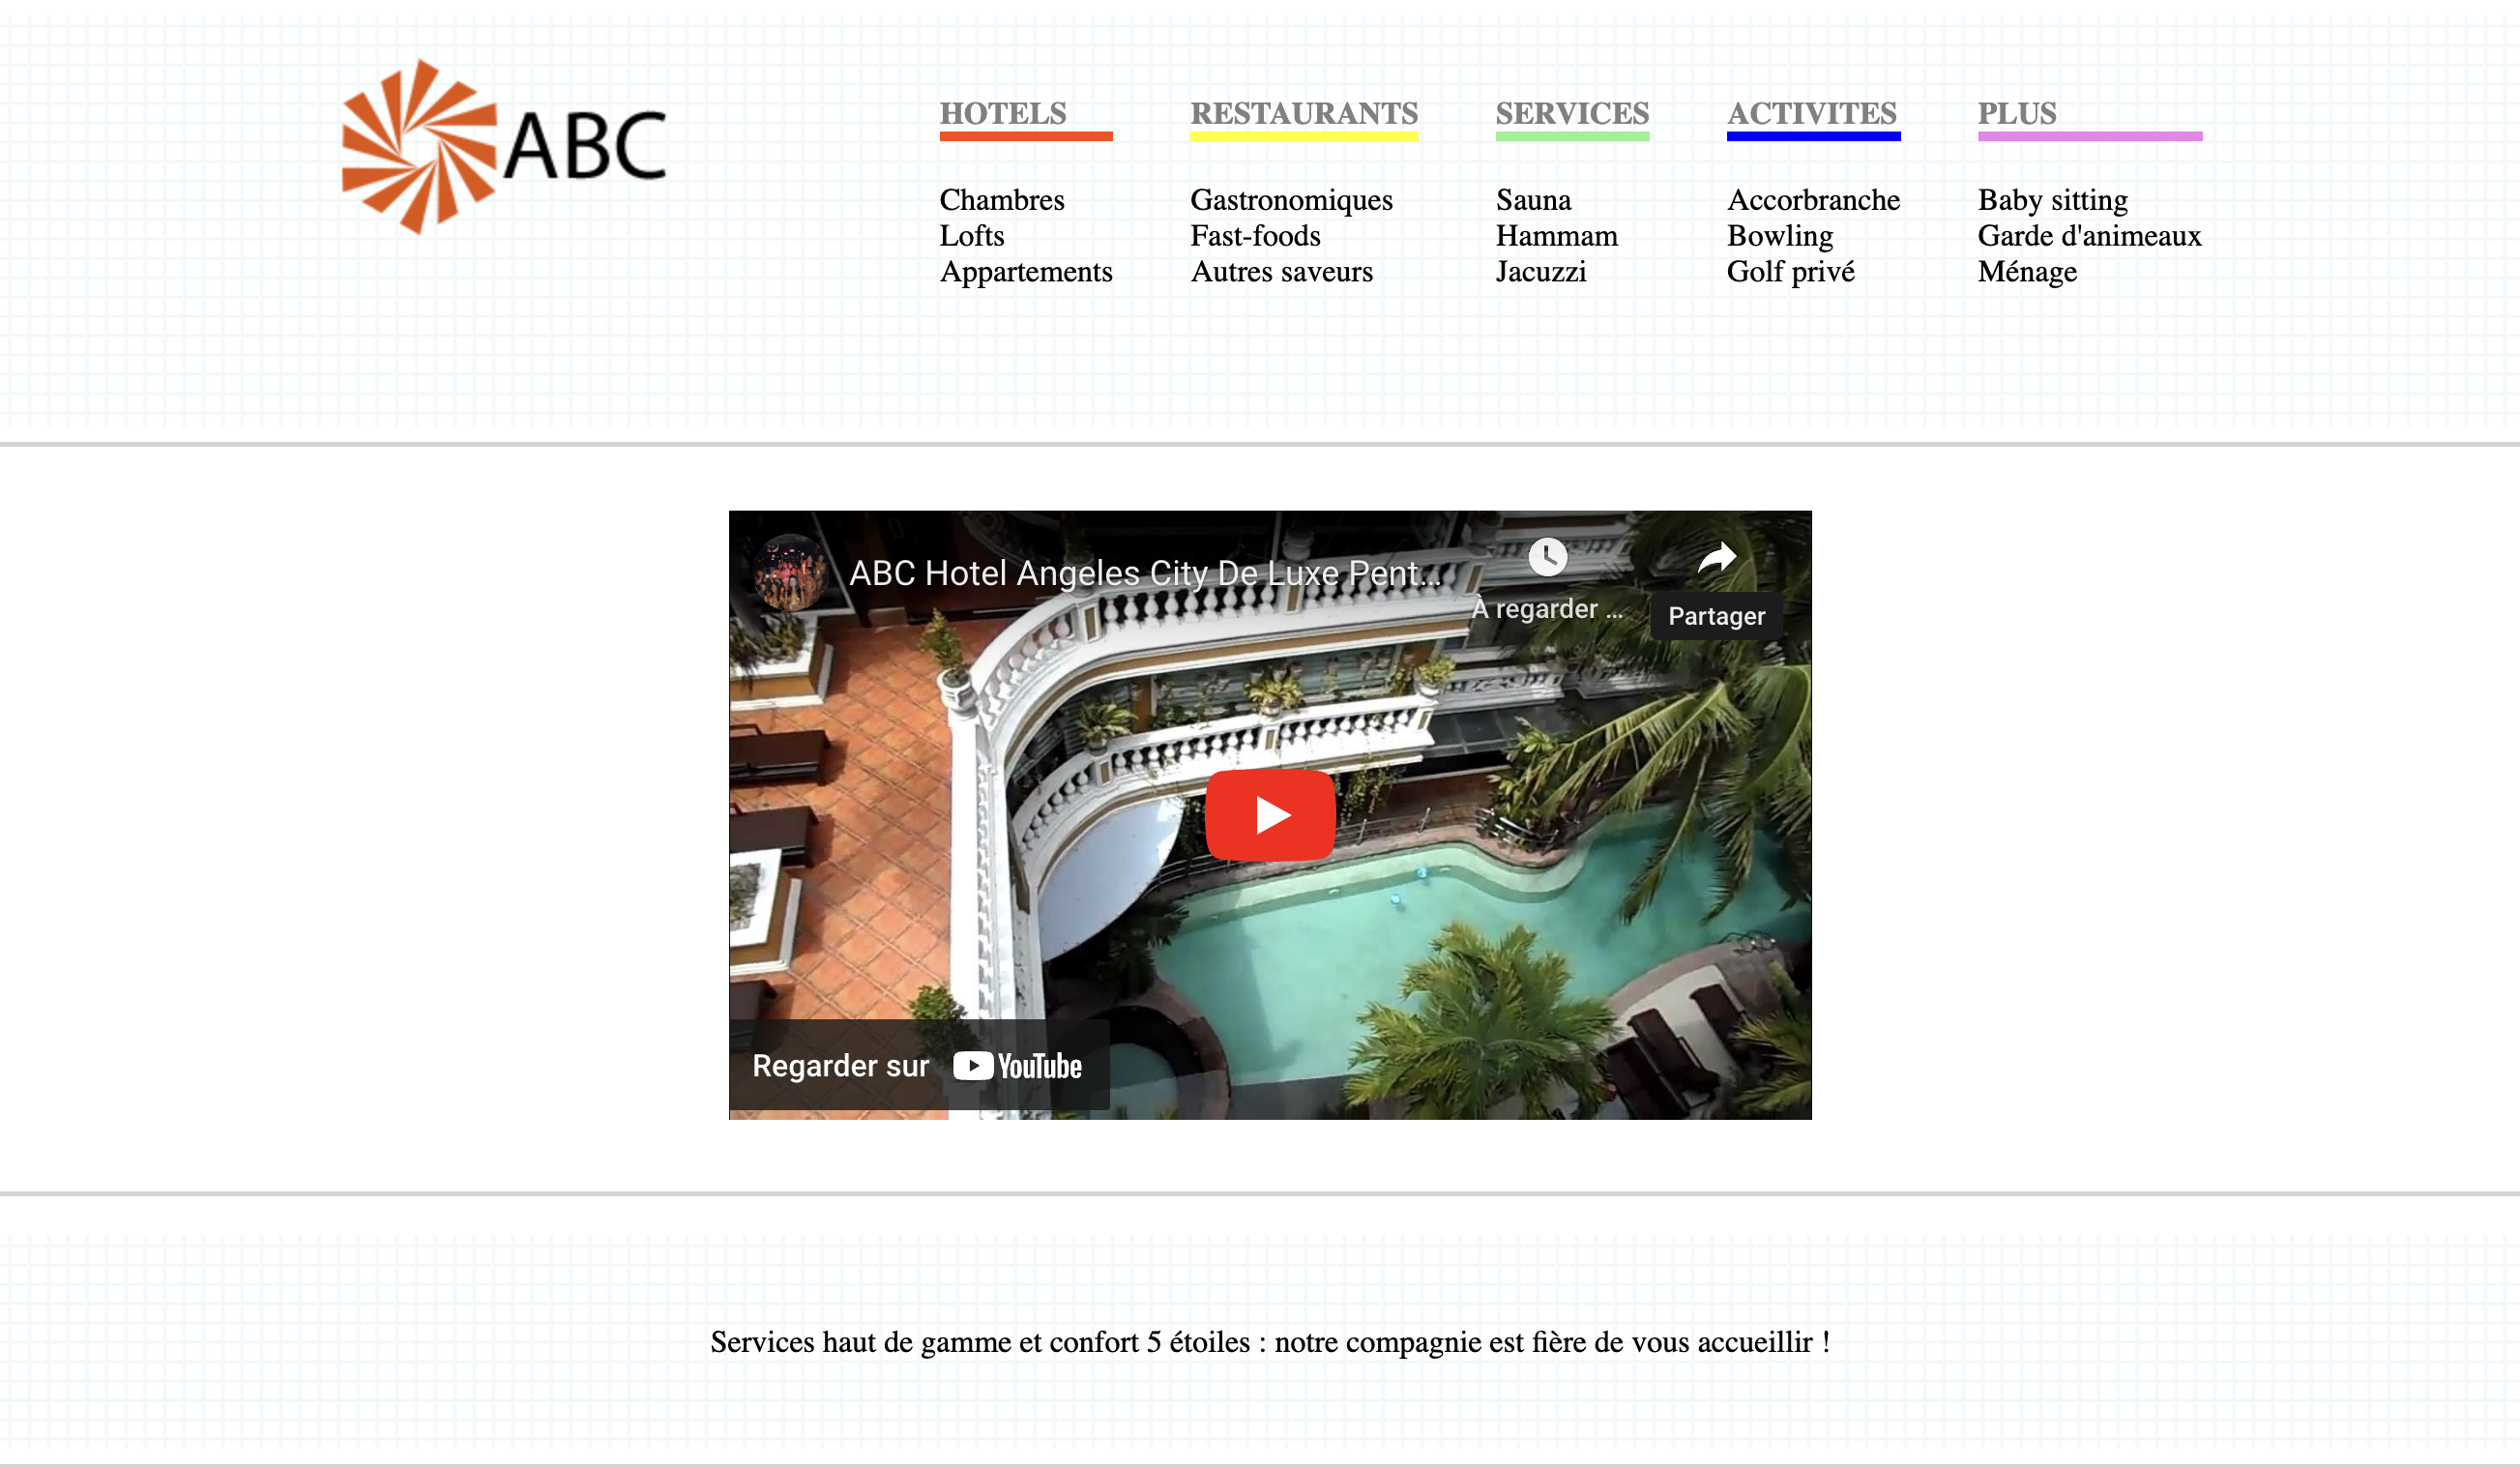 ABC
HOTELS RESTAURANTS SERVICES ACTIVITES PLUS
Chambres Gastronomiques Sauna Accorbranche Baby sitting
Lofts Fast-foods Hammam Bowling Garde d'animeaux
Appartements Autres saveurs Jacuzzi Golf privé Ménage
ABC Hotel Angeles City De Luxe Pent...
À regarder ...
Partager
Regarder sur YouTube
Services haut de gamme et confort 5 étoiles : notre compagnie est fière de vous accueillir !